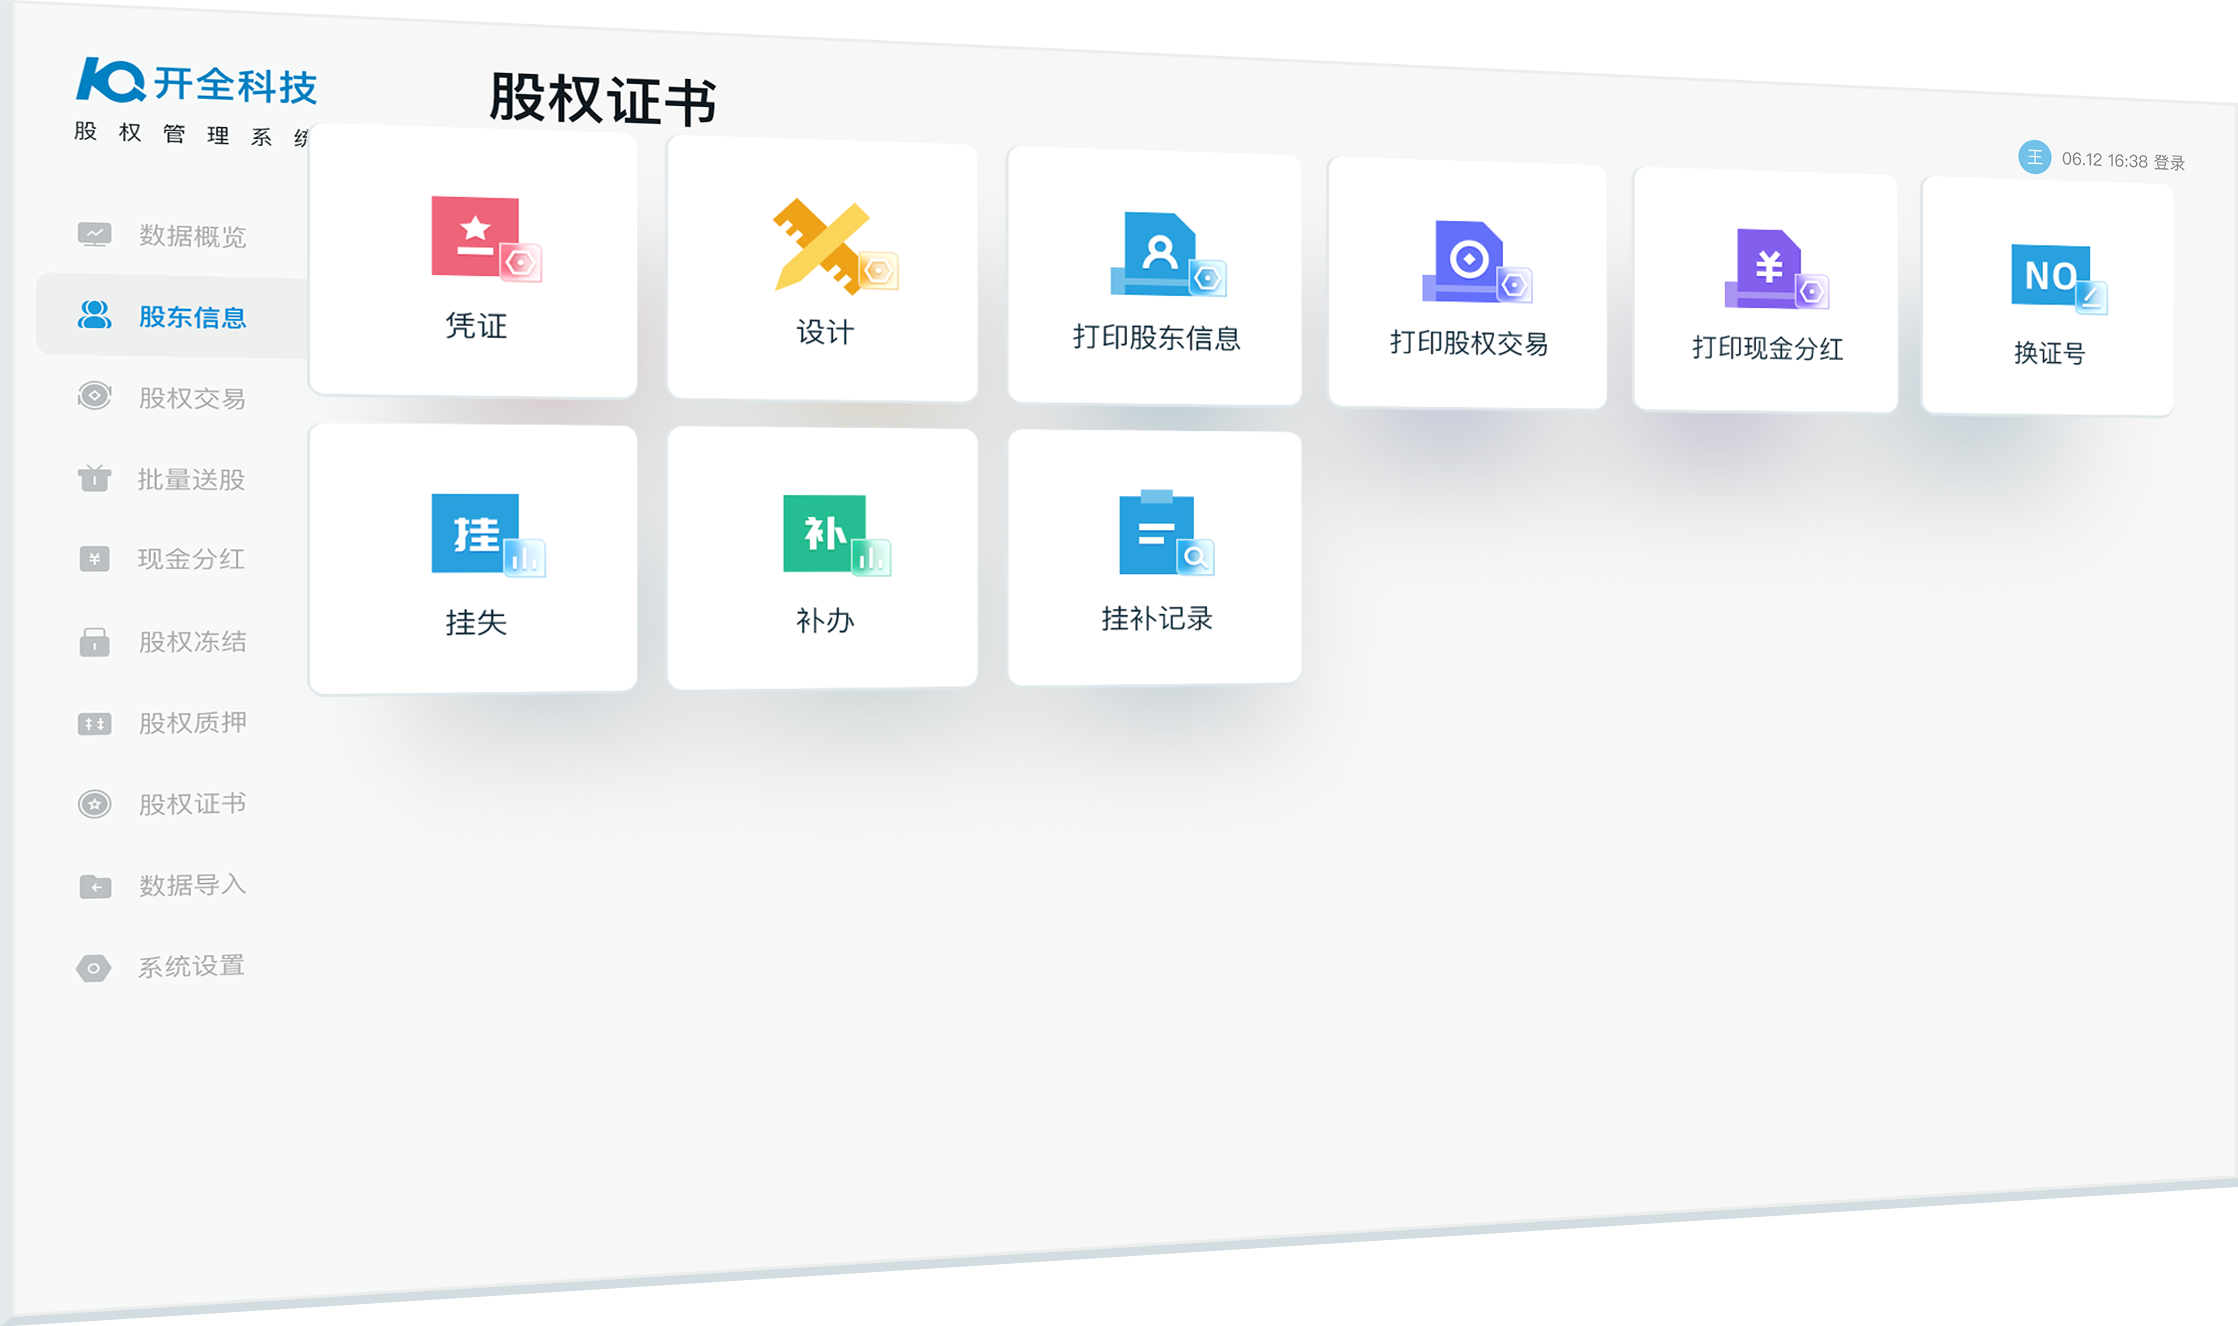 开全科技
股权管理系统
股权证书
王 06.12 16:38 登录
数据概览
股东信息
股权交易
批量送股
现金分红
股权冻结
股权质押
股权证书
数据导入
系统设置
凭证
设计
打印股东信息
打印股权交易
打印现金分红
NO
换证号
挂
挂失
补
补办
挂补记录